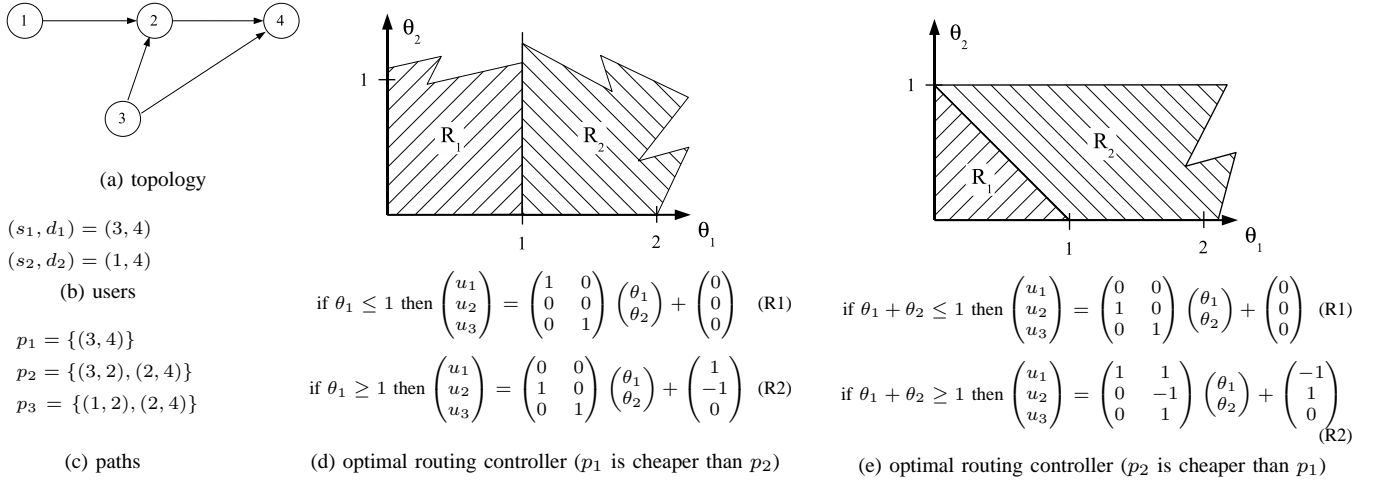 1
2
4
3
(a) topology
(s₁, d₁) = (3, 4)
(s₂, d₂) = (1, 4)
(b) users
p₁ = {(3, 4)}
p₂ = {(3, 2), (2, 4)}
p₃ = {(1, 2), (2, 4)}
(c) paths
θ₂
1
R₁
R₂
1
2
θ₁
if θ₁ ≤ 1 then (u₁ u₂ u₃) = (1 0 0 0 0 1) (θ₁ θ₂) + (0 0 0) (R1)
if θ₁ ≥ 1 then (u₁ u₂ u₃) = (0 0 1 0 0 1) (θ₁ θ₂) + (1 −1 0) (R2)
(d) optimal routing controller (p₁ is cheaper than p₂)
θ₂
1
R₂
R₁
1
2
θ₁
if θ₁ + θ₂ ≤ 1 then (u₁ u₂ u₃) = (0 0 1 0 0 1) (θ₁ θ₂) + (0 0 0) (R1)
if θ₁ + θ₂ ≥ 1 then (u₁ u₂ u₃) = (1 1 0 −1 0 1) (θ₁ θ₂) + (−1 1 0)
(R2)
(e) optimal routing controller (p₂ is cheaper than p₁)